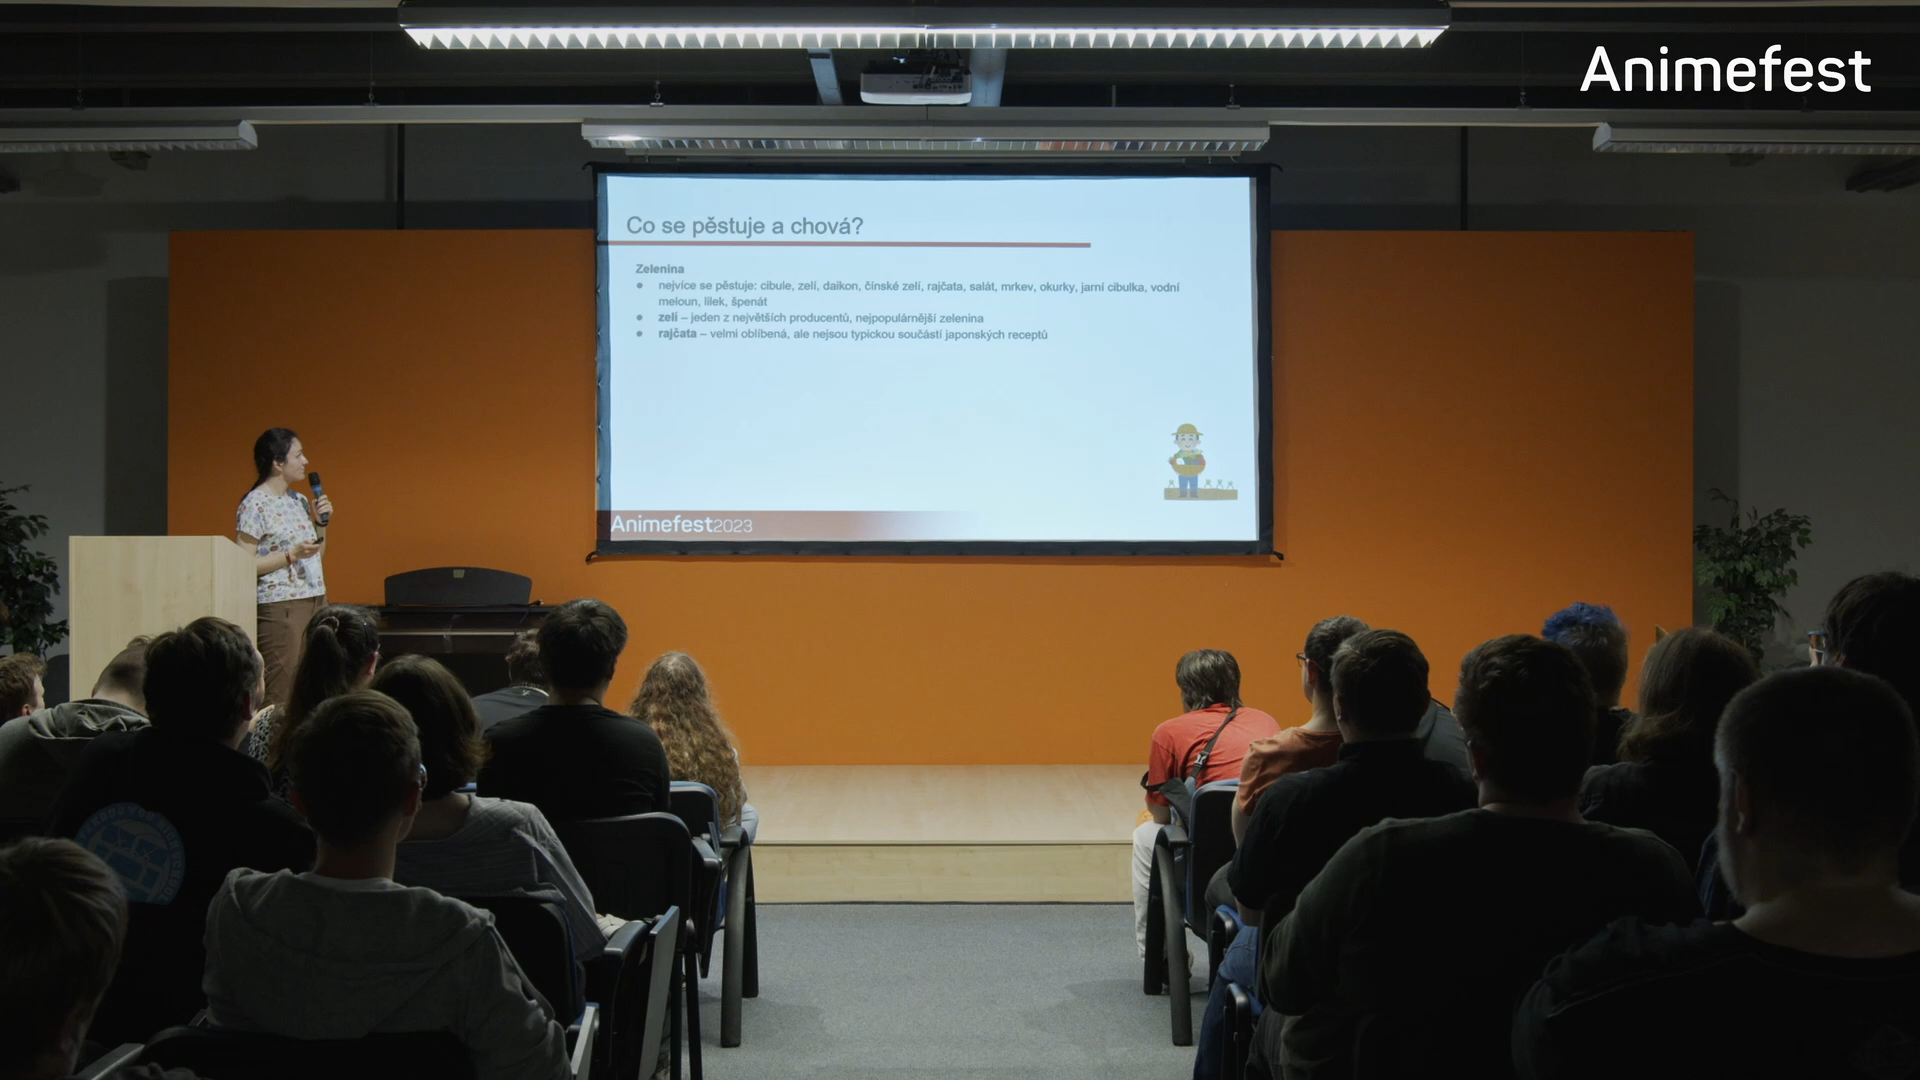 Animefest
Co se pěstuje a chová?
Zelenina
● nejvíce se pěstuje: cibule, zelí, daikon, čínské zelí, rajčata, salát, mrkev, okurky, jarní cibulka, vodní
meloun, lilek, špenát
● zelí – jeden z největších producentů, nejpopulárnější zelenina
● rajčata – velmi oblíbená, ale nejsou typickou součástí japonských receptů
Animefest2023